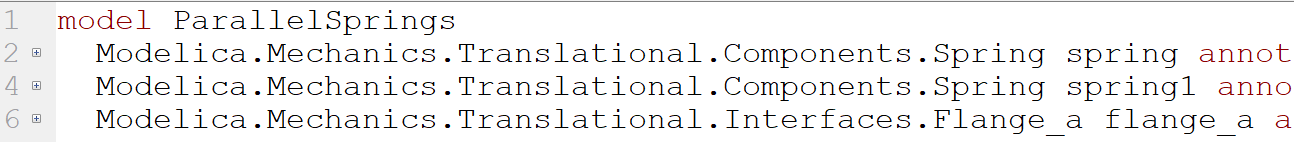 1 model ParallelSprings
2 Modelica.Mechanics.Translational.Components.Spring spring annot
4 Modelica.Mechanics.Translational.Components.Spring spring1 anno
6 Modelica.Mechanics.Translational.Interfaces.Flange_a flange_a a